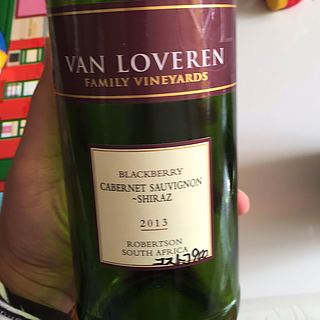 VAN LOVEREN
FAMILY VINEYARDS
BLACKBERRY
CABERNET SAUVIGNON
~SHIRAZ
2013
ROBERTSON
SOUTH AFRICA